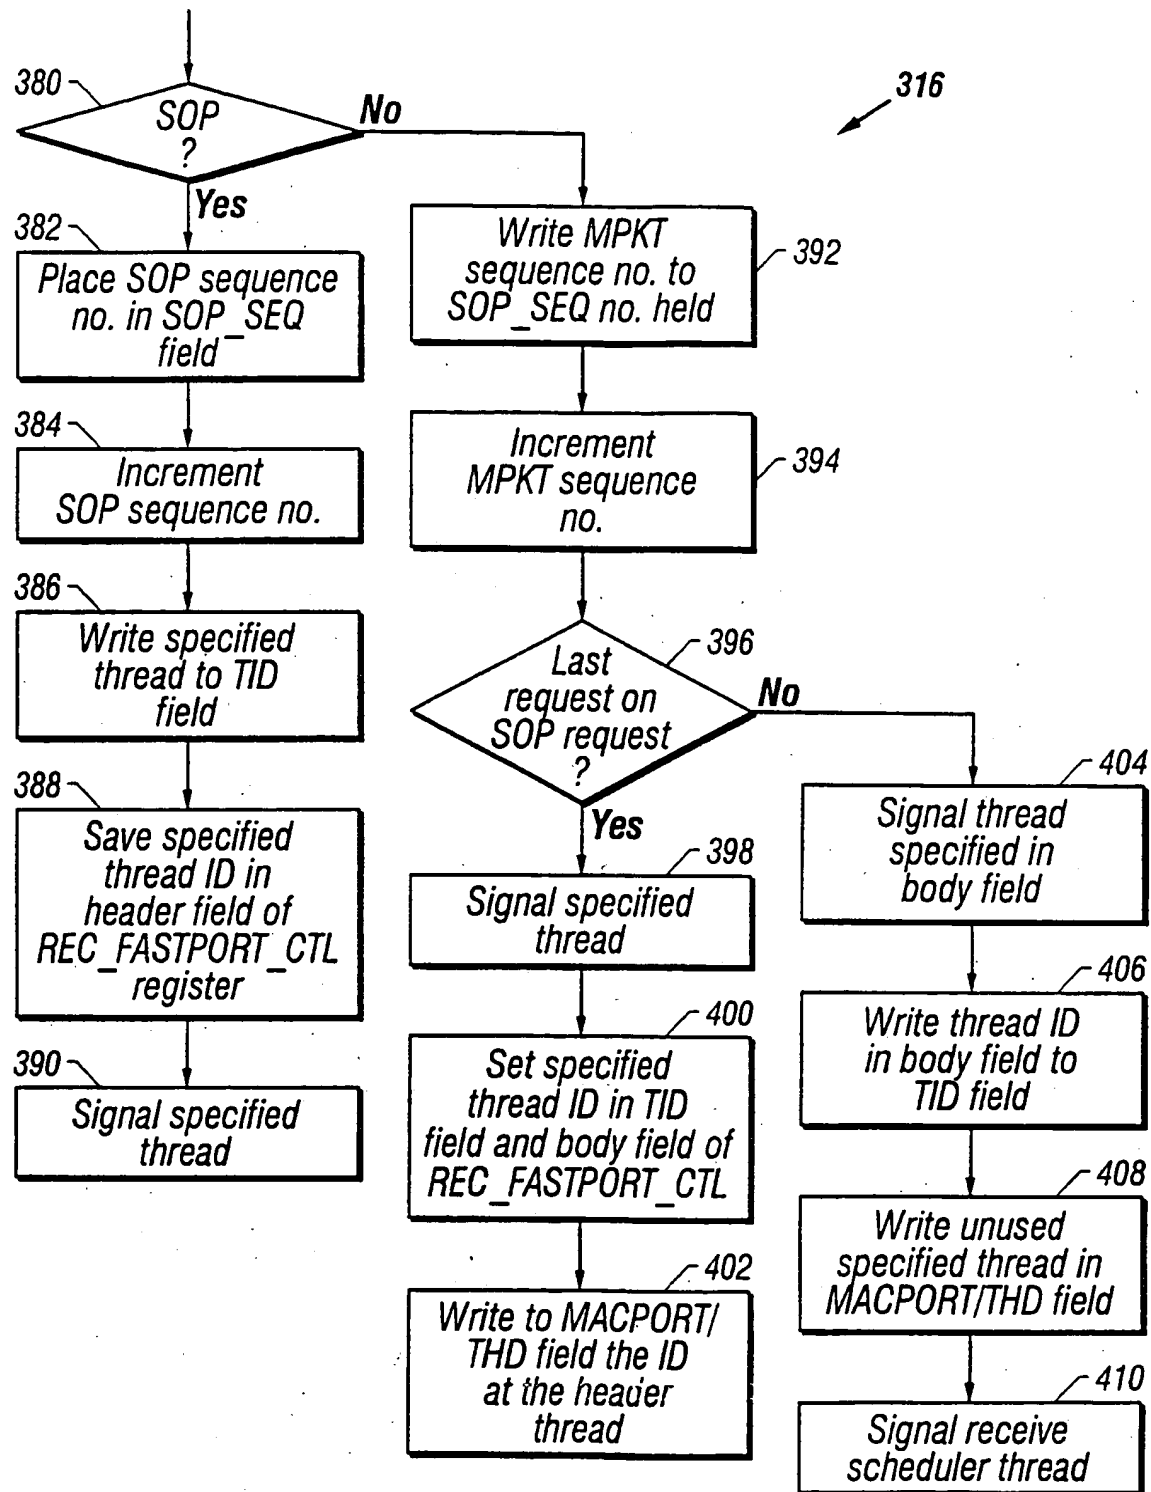 316
380
SOP
?
No
Yes
382
Place SOP sequence
no. in SOP_SEQ
field
384
Increment
SOP sequence no.
386
Write specified
thread to TID
field
388
Save specified
thread ID in
header field of
REC_FASTPORT_CTL
register
390
Signal specified
thread
392
Write MPKT
sequence no. to
SOP_SEQ no. held
394
Increment
MPKT sequence
no.
396
Last
request on
SOP request
?
No
Yes
398
Signal specified
thread
400
Set specified
thread ID in TID
field and body field of
REC_FASTPORT_CTL
402
Write to MACPORT/
THD field the ID
at the header
thread
404
Signal thread
specified in
body field
406
Write thread ID
in body field to
TID field
408
Write unused
specified thread in
MACPORT/THD field
410
Signal receive
scheduler thread